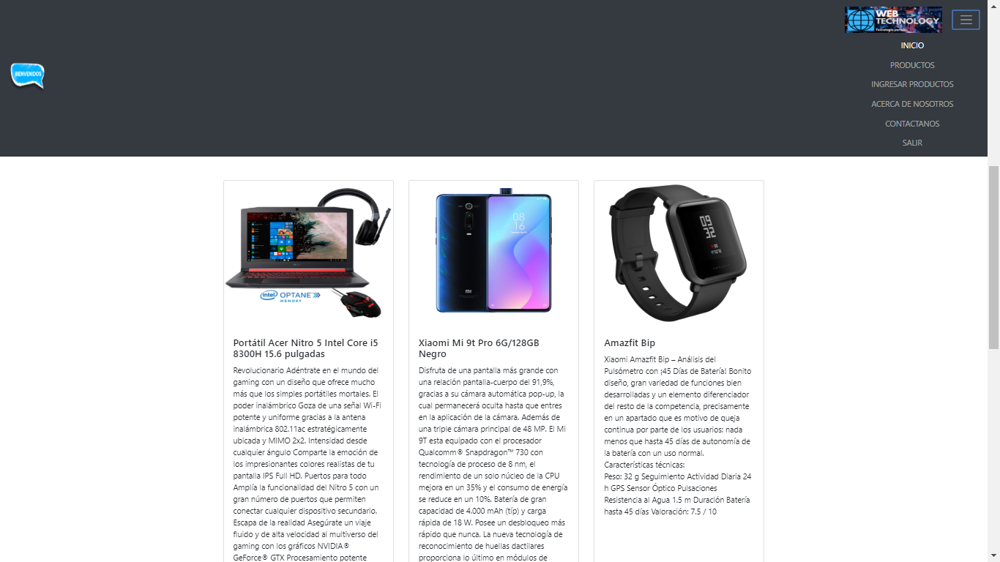 WEB
TECHNOLOGY
INICIO
BIENVENIDOS
PRODUCTOS
INGRESAR PRODUCTOS
ACERCA DE NOSOTROS
CONTACTANOS
SALIR
intel OPTANE
MEMORY
08
16
MI
09
32
Portátil Acer Nitro 5 Intel Core i5
8300H 15.6 pulgadas
Revolucionario Adéntrate en el mundo del
gaming con un diseño que ofrece mucho
más que los simples portátiles mortales. El
poder inalámbrico Goza de una señal Wi-Fi
potente y uniforme gracias a la antena
inalámbrica 802.11ac estratégicamente
ubicada y MIMO 2x2. Intensidad desde
cualquier ángulo Comparte la emoción de
los impresionantes colores realistas de tu
pantalla IPS Full HD. Puertos para todo
Amplía la funcionalidad del Nitro 5 con un
gran número de puertos que permiten
conectar cualquier dispositivo secundario.
Escapa de la realidad Asegúrate un viaje
fluido y de alta velocidad al multiverso del
gaming con los gráficos NVIDIA®
GeForce® GTX Procesamiento potente
Xiaomi Mi 9t Pro 6G/128GB
Negro
Disfruta de una pantalla más grande con
una relación pantalla-cuerpo del 91,9%,
gracias a su cámara automática pop-up, la
cual permanecerá oculta hasta que entres
en la aplicación de la cámara. Además de
una triple cámara principal de 48 MP. El Mi
9T esta equipado con el procesador
Qualcomm® Snapdragon™ 730 con
tecnología de proceso de 8 nm, el
rendimiento de un solo núcleo de la CPU
mejora en un 35% y el consumo de energía
se reduce en un 10%. Batería de gran
capacidad de 4.000 mAh (típ) y carga
rápida de 18 W. Posee un desbloqueo más
rápido que nunca. La nueva tecnología de
reconocimiento de huellas dactilares
proporciona lo último en módulos de
Amazfit Bip
Xiaomi Amazfit Bip – Análisis del
Pulsómetro con ¡45 Días de Batería! Bonito
diseño, gran variedad de funciones bien
desarrolladas y un elemento diferenciador
del resto de la competencia, precisamente
en un apartado que es motivo de queja
continua por parte de los usuarios: nada
menos que hasta 45 días de autonomía de
la batería con un uso normal.
Características técnicas:
Peso: 32 g Seguimiento Actividad Diaria 24
h GPS Sensor Óptico Pulsaciones
Resistencia al Agua 1.5 m Duración Batería
hasta 45 días Valoración: 7.5 / 10